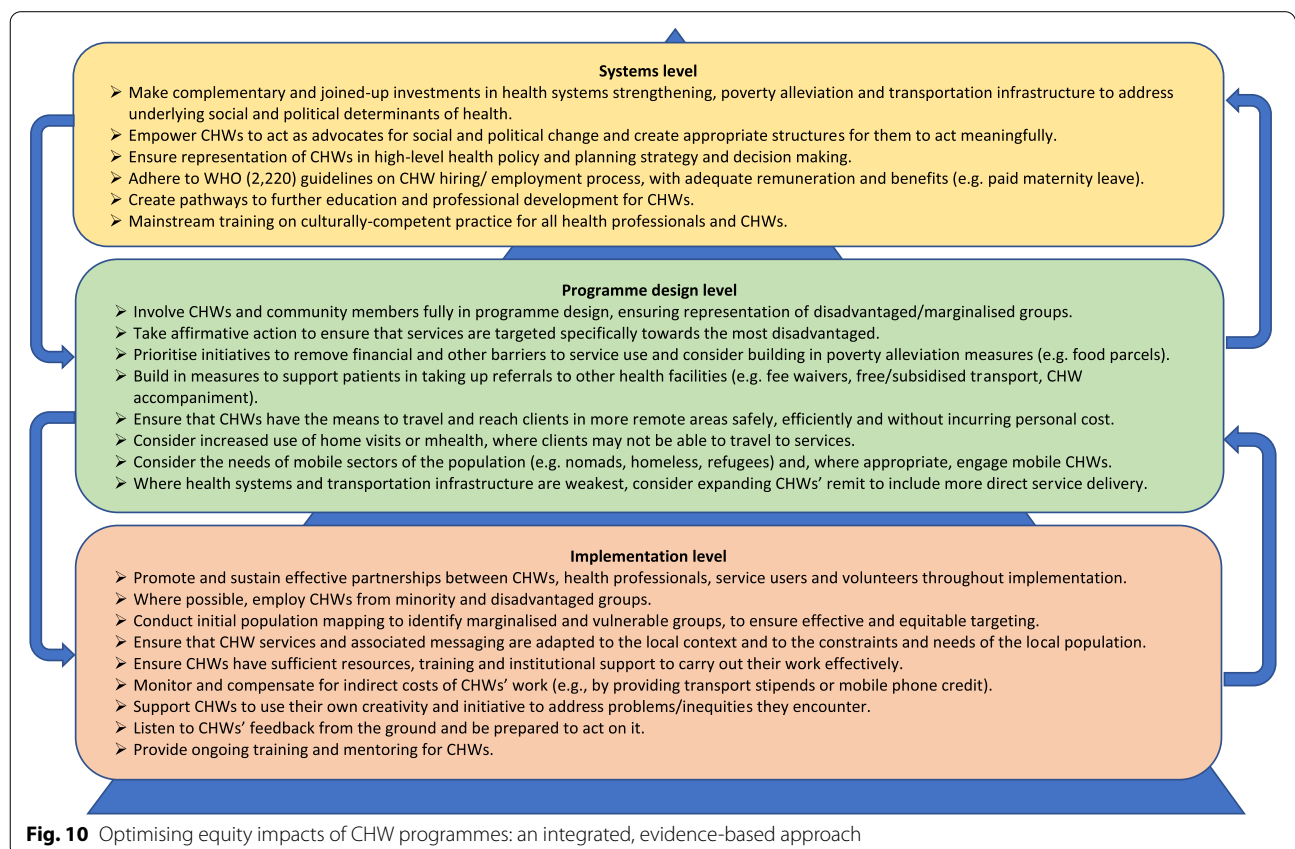 Systems level
➢ Make complementary and joined-up investments in health systems strengthening, poverty alleviation and transportation infrastructure to address
underlying social and political determinants of health.
➢ Empower CHWs to act as advocates for social and political change and create appropriate structures for them to act meaningfully.
➢ Ensure representation of CHWs in high-level health policy and planning strategy and decision making.
➢ Adhere to WHO (2,220) guidelines on CHW hiring/ employment process, with adequate remuneration and benefits (e.g. paid maternity leave).
➢ Create pathways to further education and professional development for CHWs.
➢ Mainstream training on culturally-competent practice for all health professionals and CHWs.
Programme design level
➢ Involve CHWs and community members fully in programme design, ensuring representation of disadvantaged/marginalised groups.
➢ Take affirmative action to ensure that services are targeted specifically towards the most disadvantaged.
➢ Prioritise initiatives to remove financial and other barriers to service use and consider building in poverty alleviation measures (e.g. food parcels).
➢ Build in measures to support patients in taking up referrals to other health facilities (e.g. fee waivers, free/subsidised transport, CHW
accompaniment).
➢ Ensure that CHWs have the means to travel and reach clients in more remote areas safely, efficiently and without incurring personal cost.
➢ Consider increased use of home visits or mhealth, where clients may not be able to travel to services.
➢ Consider the needs of mobile sectors of the population (e.g. nomads, homeless, refugees) and, where appropriate, engage mobile CHWs.
➢ Where health systems and transportation infrastructure are weakest, consider expanding CHWs' remit to include more direct service delivery.
Implementation level
➢ Promote and sustain effective partnerships between CHWs, health professionals, service users and volunteers throughout implementation.
➢ Where possible, employ CHWs from minority and disadvantaged groups.
➢ Conduct initial population mapping to identify marginalised and vulnerable groups, to ensure effective and equitable targeting.
➢ Ensure that CHW services and associated messaging are adapted to the local context and to the constraints and needs of the local population.
➢ Ensure CHWs have sufficient resources, training and institutional support to carry out their work effectively.
➢ Monitor and compensate for indirect costs of CHWs' work (e.g., by providing transport stipends or mobile phone credit).
➢ Support CHWs to use their own creativity and initiative to address problems/inequities they encounter.
➢ Listen to CHWs' feedback from the ground and be prepared to act on it.
➢ Provide ongoing training and mentoring for CHWs.
Fig. 10 Optimising equity impacts of CHW programmes: an integrated, evidence-based approach